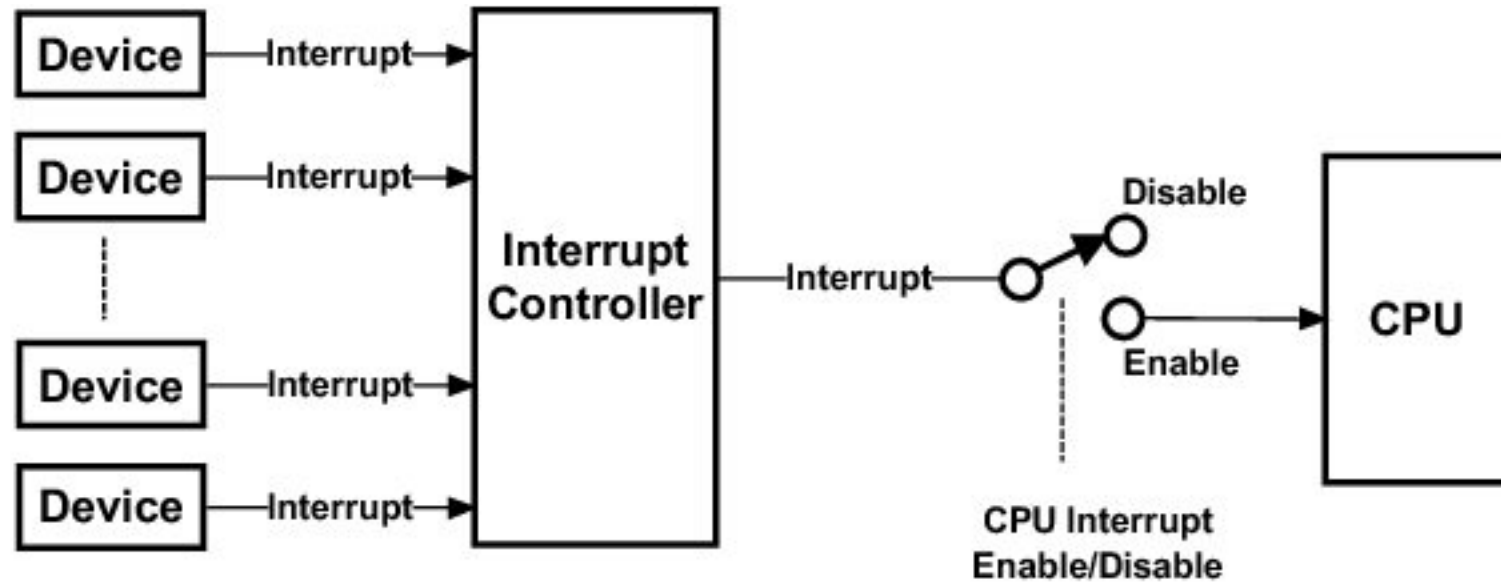 Device
Interrupt
Device
Interrupt
Disable
Interrupt
Controller
Interrupt
CPU
Device
Interrupt
Enable
Device
Interrupt
CPU Interrupt
Enable/Disable